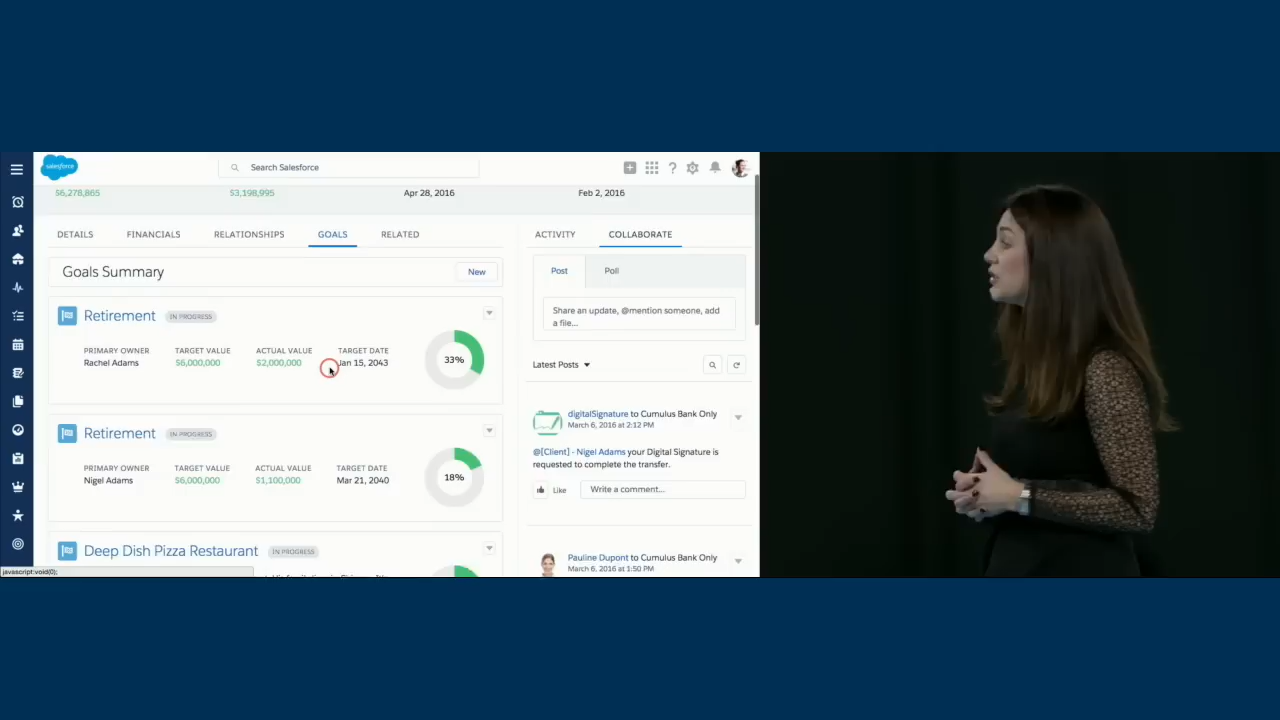 salesforce
Search Salesforce
$6,278,865 $3,198,995 Apr 28, 2016 Feb 2, 2016
DETAILS FINANCIALS RELATIONSHIPS GOALS RELATED
Goals Summary New
Retirement IN PROGRESS
PRIMARY OWNER TARGET VALUE ACTUAL VALUE TARGET DATE
Rachel Adams $6,000,000 $2,000,000 Jan 15, 2043
33%
Retirement IN PROGRESS
PRIMARY OWNER TARGET VALUE ACTUAL VALUE TARGET DATE
Nigel Adams $6,000,000 $1,100,000 Mar 21, 2040
18%
Deep Dish Pizza Restaurant IN PROGRESS
javascript:void(0);
ACTIVITY COLLABORATE
Post Poll
Share an update, @mention someone, add
a file...
Latest Posts
digitalSignature to Cumulus Bank Only
March 6, 2016 at 2:12 PM
@[Client] - Nigel Adams your Digital Signature is
requested to complete the transfer.
Like Write a comment...
Pauline Dupont to Cumulus Bank Only
March 6, 2016 at 1:50 PM